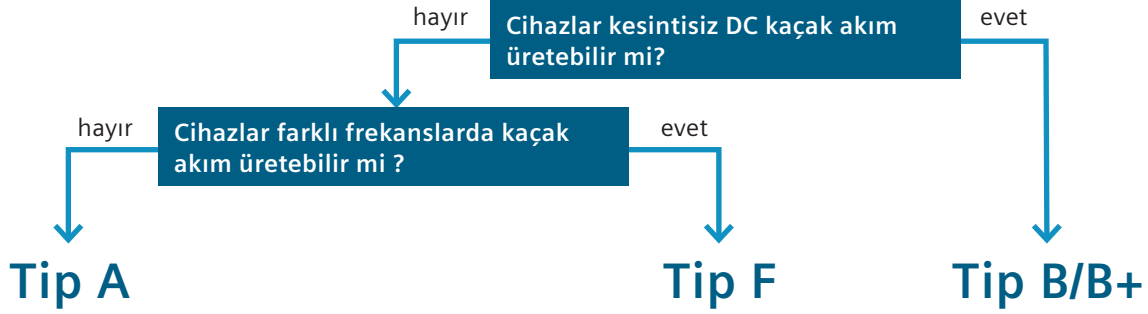 hayır
Cihazlar kesintisiz DC kaçak akım
üretebilir mi?
evet
hayır
Cihazlar farklı frekanslarda kaçak
akım üretebilir mi ?
evet
Tip A
Tip F
Tip B/B+